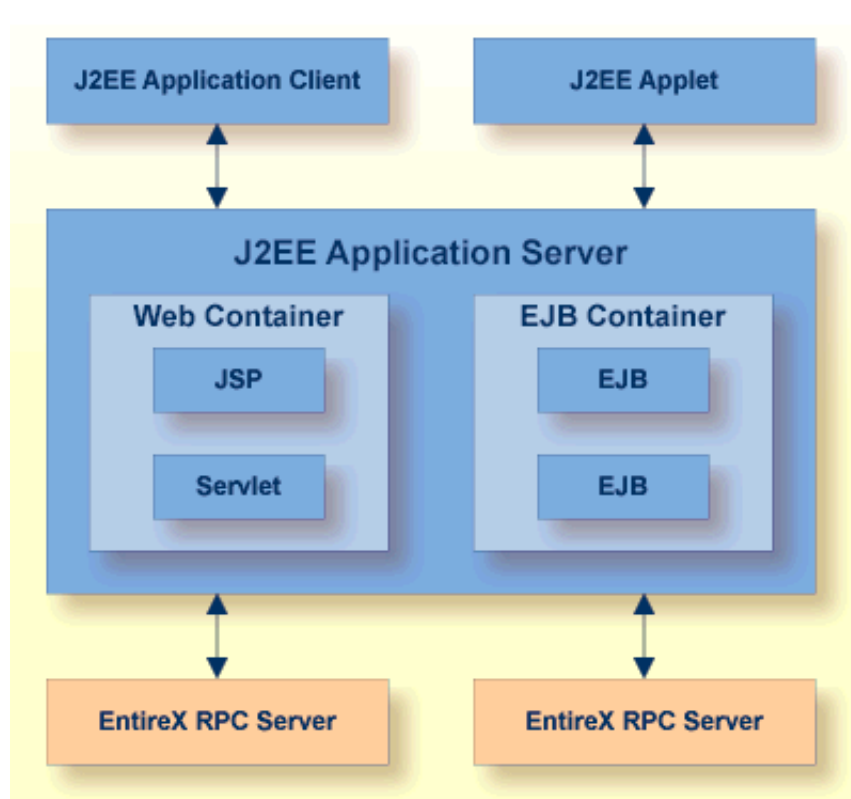 J2EE Application Client
J2EE Applet
J2EE Application Server
Web Container
EJB Container
JSP
EJB
Servlet
EJB
EntireX RPC Server
EntireX RPC Server